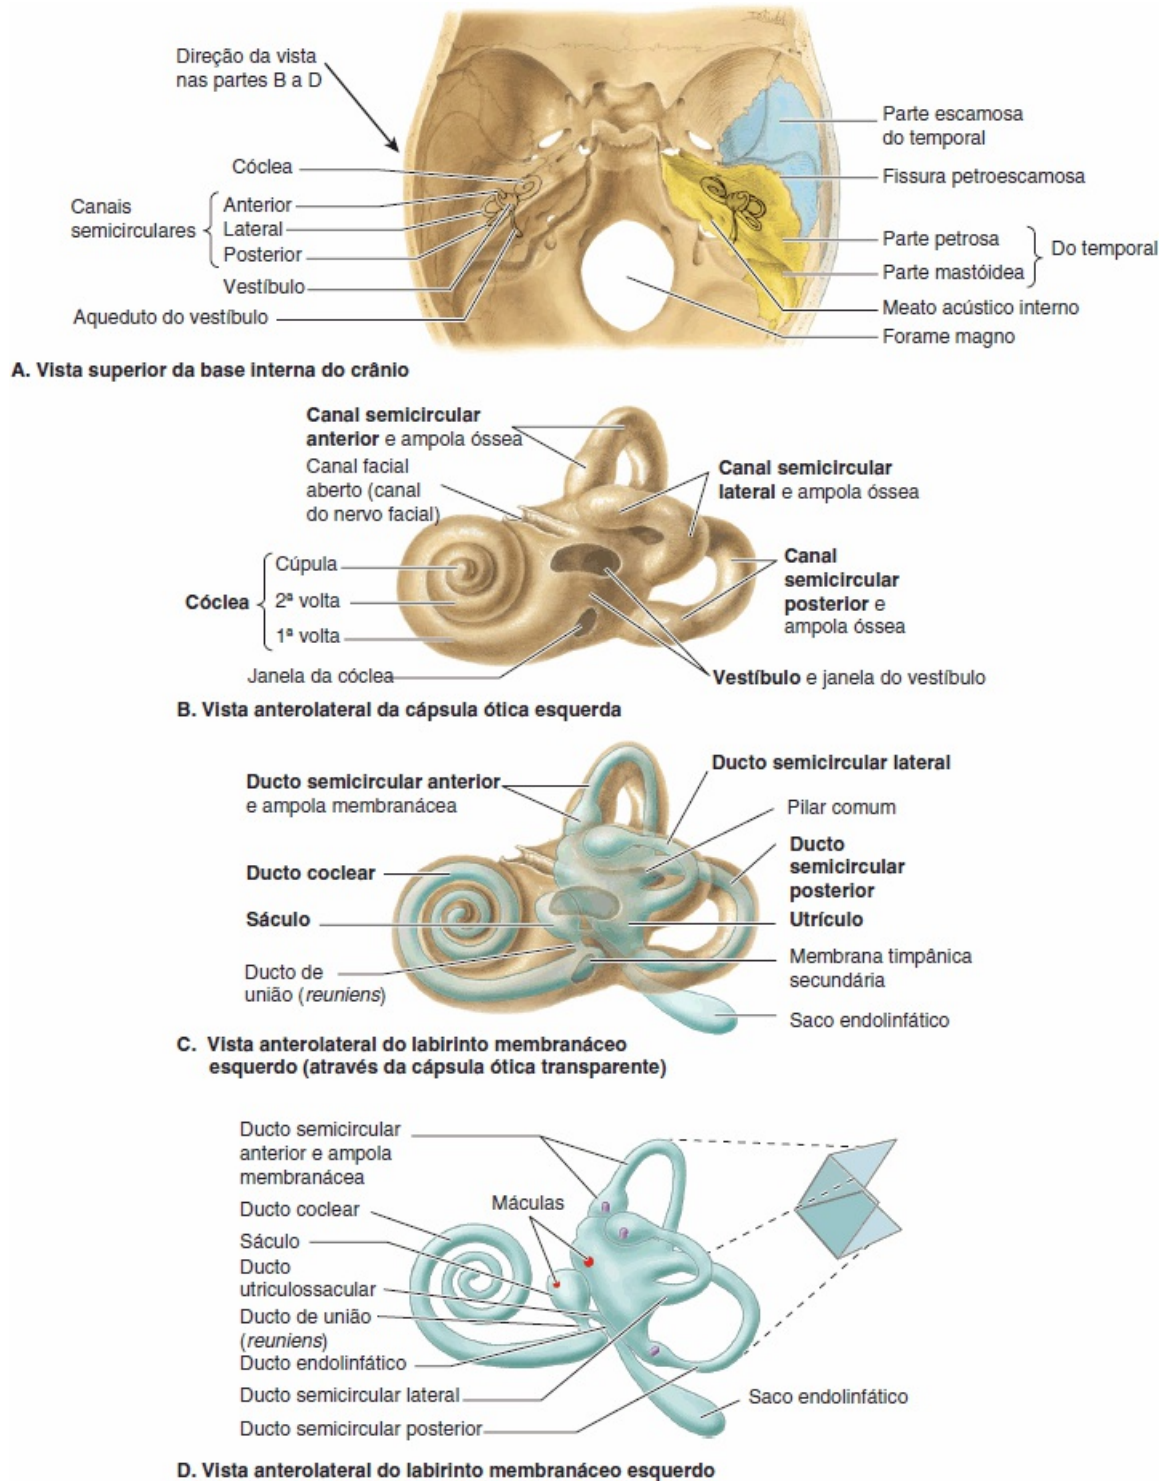 Direção da vista
nas partes B a D
Cóclea
Canais
semicirculares
Anterior
Lateral
Posterior
Vestíbulo
Aqueduto do vestíbulo
Parte escamosa
do temporal
Fissura petroescamosa
Parte petrosa
Parte mastóidea
Do temporal
Meato acústico interno
Forame magno
A. Vista superior da base interna do crânio
Canal semicircular
anterior e ampola óssea
Canal facial
aberto (canal
do nervo facial)
Canal semicircular
lateral e ampola óssea
Cóclea
Cúpula
2ª volta
1ª volta
Canal
semicircular
posterior e
ampola óssea
Janela da cóclea
Vestíbulo e janela do vestíbulo
B. Vista anterolateral da cápsula ótica esquerda
Ducto semicircular anterior
e ampola membranácea
Ducto semicircular lateral
Pilar comum
Ducto
semicircular
posterior
Ducto coclear
Sáculo
Utrículo
Ducto de
união (reuniens)
Membrana timpânica
secundária
Saco endolinfático
C. Vista anterolateral do labirinto membranáceo
esquerdo (através da cápsula ótica transparente)
Ducto semicircular
anterior e ampola
membranácea
Máculas
Ducto coclear
Sáculo
Ducto
utriculossacular
Ducto de união
(reuniens)
Ducto endolinfático
Ducto semicircular lateral
Ducto semicircular posterior
Saco endolinfático
D. Vista anterolateral do labirinto membranáceo esquerdo